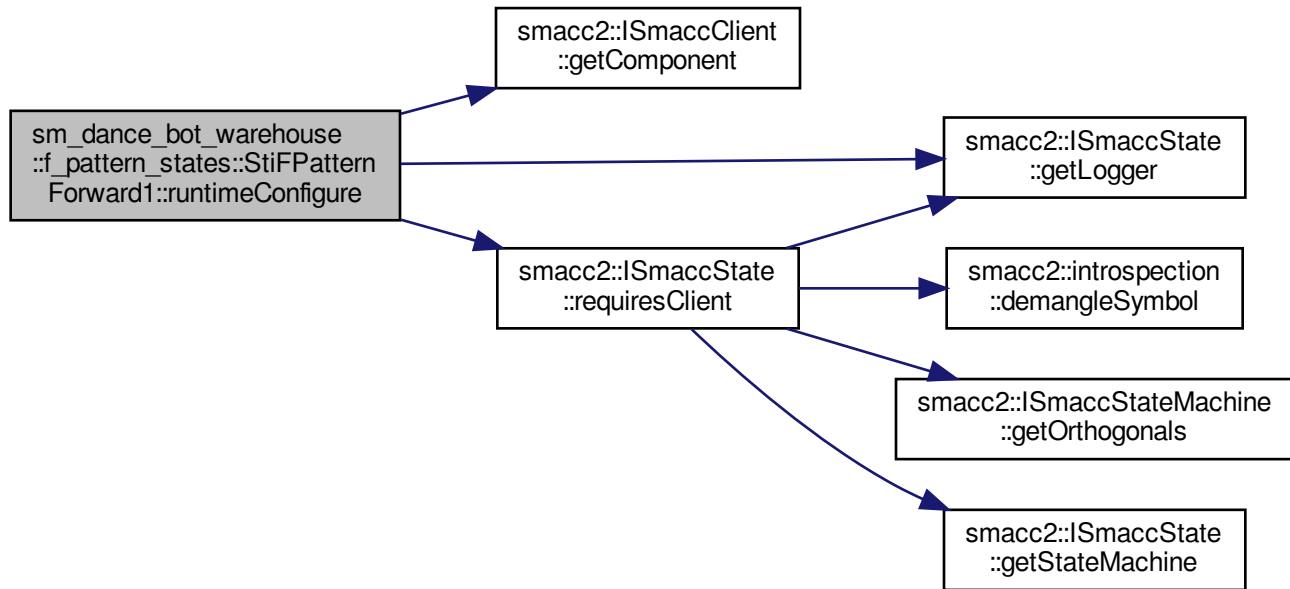 smacc2::ISmaccClient
::getComponent
sm_dance_bot_warehouse
::f_pattern_states::StiFPattern
Forward1::runtimeConfigure
smacc2::ISmaccState
::getLogger
smacc2::ISmaccState
::requiresClient
smacc2::introspection
::demangleSymbol
smacc2::ISmaccStateMachine
::getOrthogonals
smacc2::ISmaccState
::getStateMachine